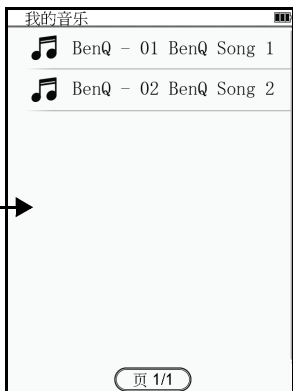 我的音乐
BenQ - 01 BenQ Song 1
BenQ - 02 BenQ Song 2
页 1/1